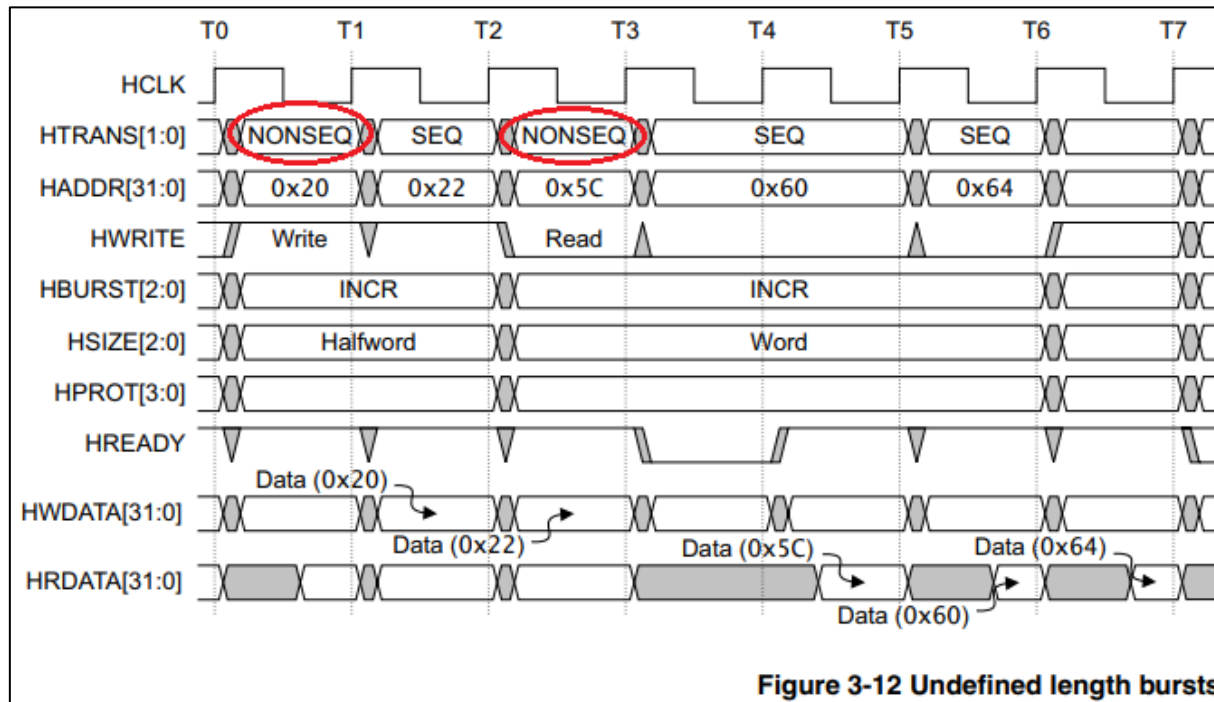 T0 T1 T2 T3 T4 T5 T6 T7
HCLK
HTRANS[1:0] NONSEQ SEQ NONSEQ SEQ SEQ
HADDR[31:0] 0x20 0x22 0x5C 0x60 0x64
HWRITE Write Read
HBURST[2:0] INCR INCR
HSIZE[2:0] Halfword Word
HPROT[3:0]
HREADY
Data (0x20)
HWDATA[31:0]
Data (0x22) Data (0x5C) Data (0x64)
HRDATA[31:0]
Data (0x60)
Figure 3-12 Undefined length bursts